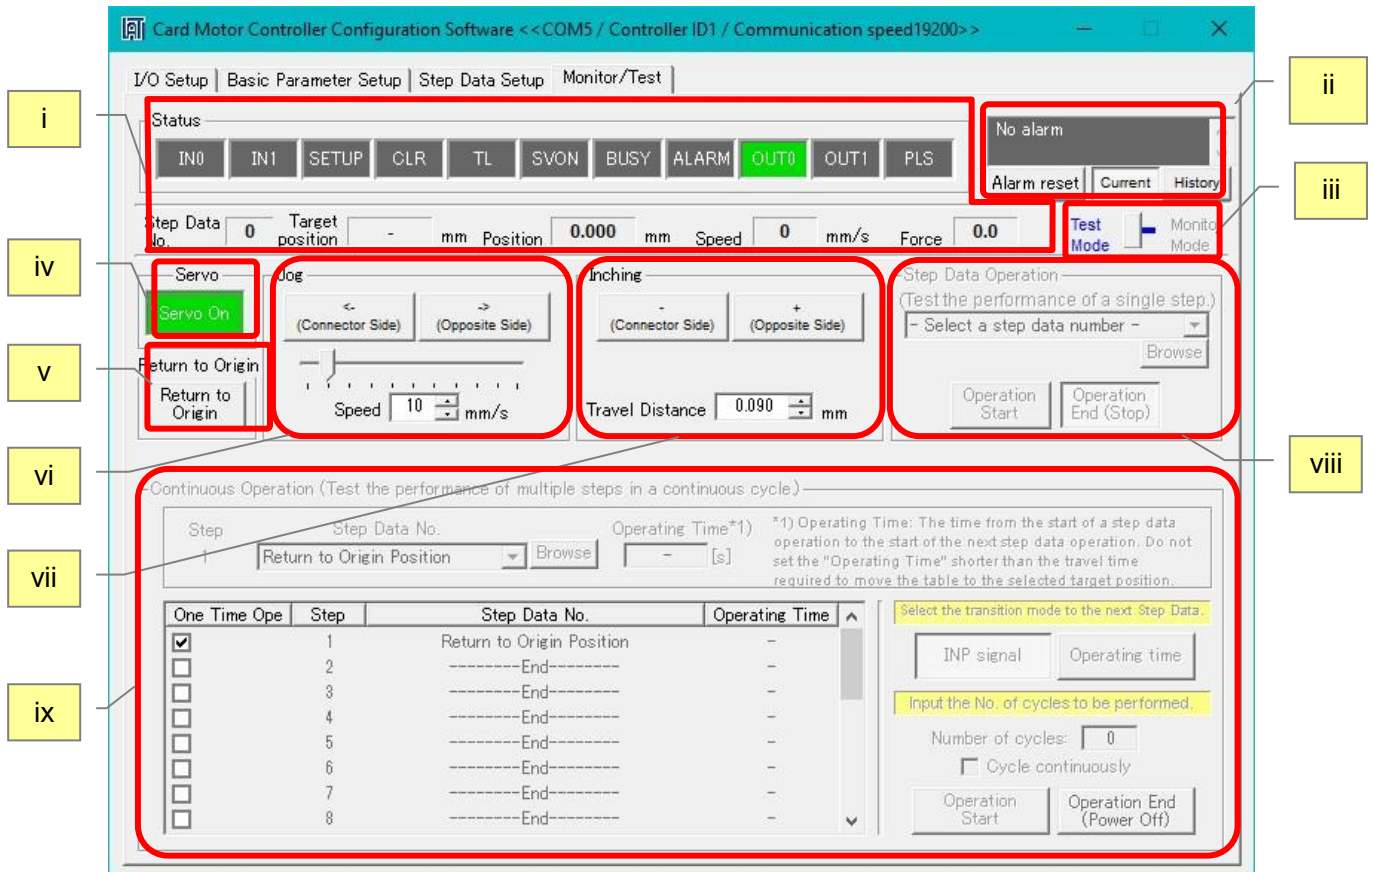 Card Motor Controller Configuration Software <<COM5 / Controller ID1 / Communication speed19200>>
I/O Setup Basic Parameter Setup Step Data Setup Monitor/Test
i
ii
Status
IN0 IN1 SETUP CLR TL SVON BUSY ALARM OUT0 OUT1 PLS
No alarm
Alarm reset Current History
iii
Step Data No. 0 Target position - mm Position 0.000 mm Speed 0 mm/s Force 0.0
Test Mode Monito Mode
iv
Servo
Servo On
Jog
<-
(Connector Side)
->
(Opposite Side)
Speed 10 mm/s
Inching
-
(Connector Side)
+
(Opposite Side)
Travel Distance 0.090 mm
Step Data Operation
(Test the performance of a single step.)
- Select a step data number -
Browse
Operation Start
Operation End (Stop)
v
Return to Origin
Return to
Origin
vi
viii
Continuous Operation (Test the performance of multiple steps in a continuous cycle.)
Step Step Data No. Operating Time*1)
1 Return to Origin Position Browse - [s]
*1) Operating Time: The time from the start of a step data
operation to the start of the next step data operation. Do not
set the "Operating Time" shorter than the travel time
required to move the table to the selected target position.
vii
One Time Ope Step Step Data No. Operating Time
1 Return to Origin Position -
2 --------End-------- -
3 --------End-------- -
4 --------End-------- -
5 --------End-------- -
6 --------End-------- -
7 --------End-------- -
8 --------End-------- -
ix
Select the transition mode to the next Step Data.
INP signal Operating time
Input the No. of cycles to be performed.
Number of cycles: 0
Cycle continuously
Operation Start
Operation End (Power Off)